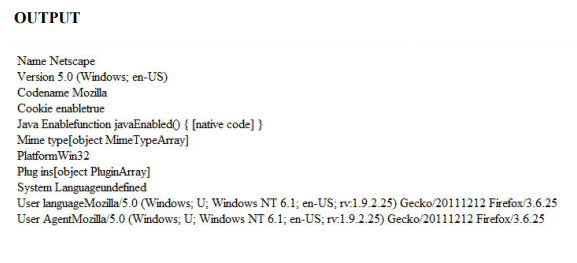 OUTPUT
Name Netscape
Version 5.0 (Windows; en-US)
Codename Mozilla
Cookie enabletrue
Java Enablefunction javaEnabled() { [native code] }
Mime type[object MimeTypeArray]
PlatformWin32
Plug ins[object PluginArray]
System Languageundefined
User languageMozilla/5.0 (Windows; U; Windows NT 6.1; en-US; rv:1.9.2.25) Gecko/20111212 Firefox/3.6.25
User AgentMozilla/5.0 (Windows; U; Windows NT 6.1; en-US; rv:1.9.2.25) Gecko/20111212 Firefox/3.6.25